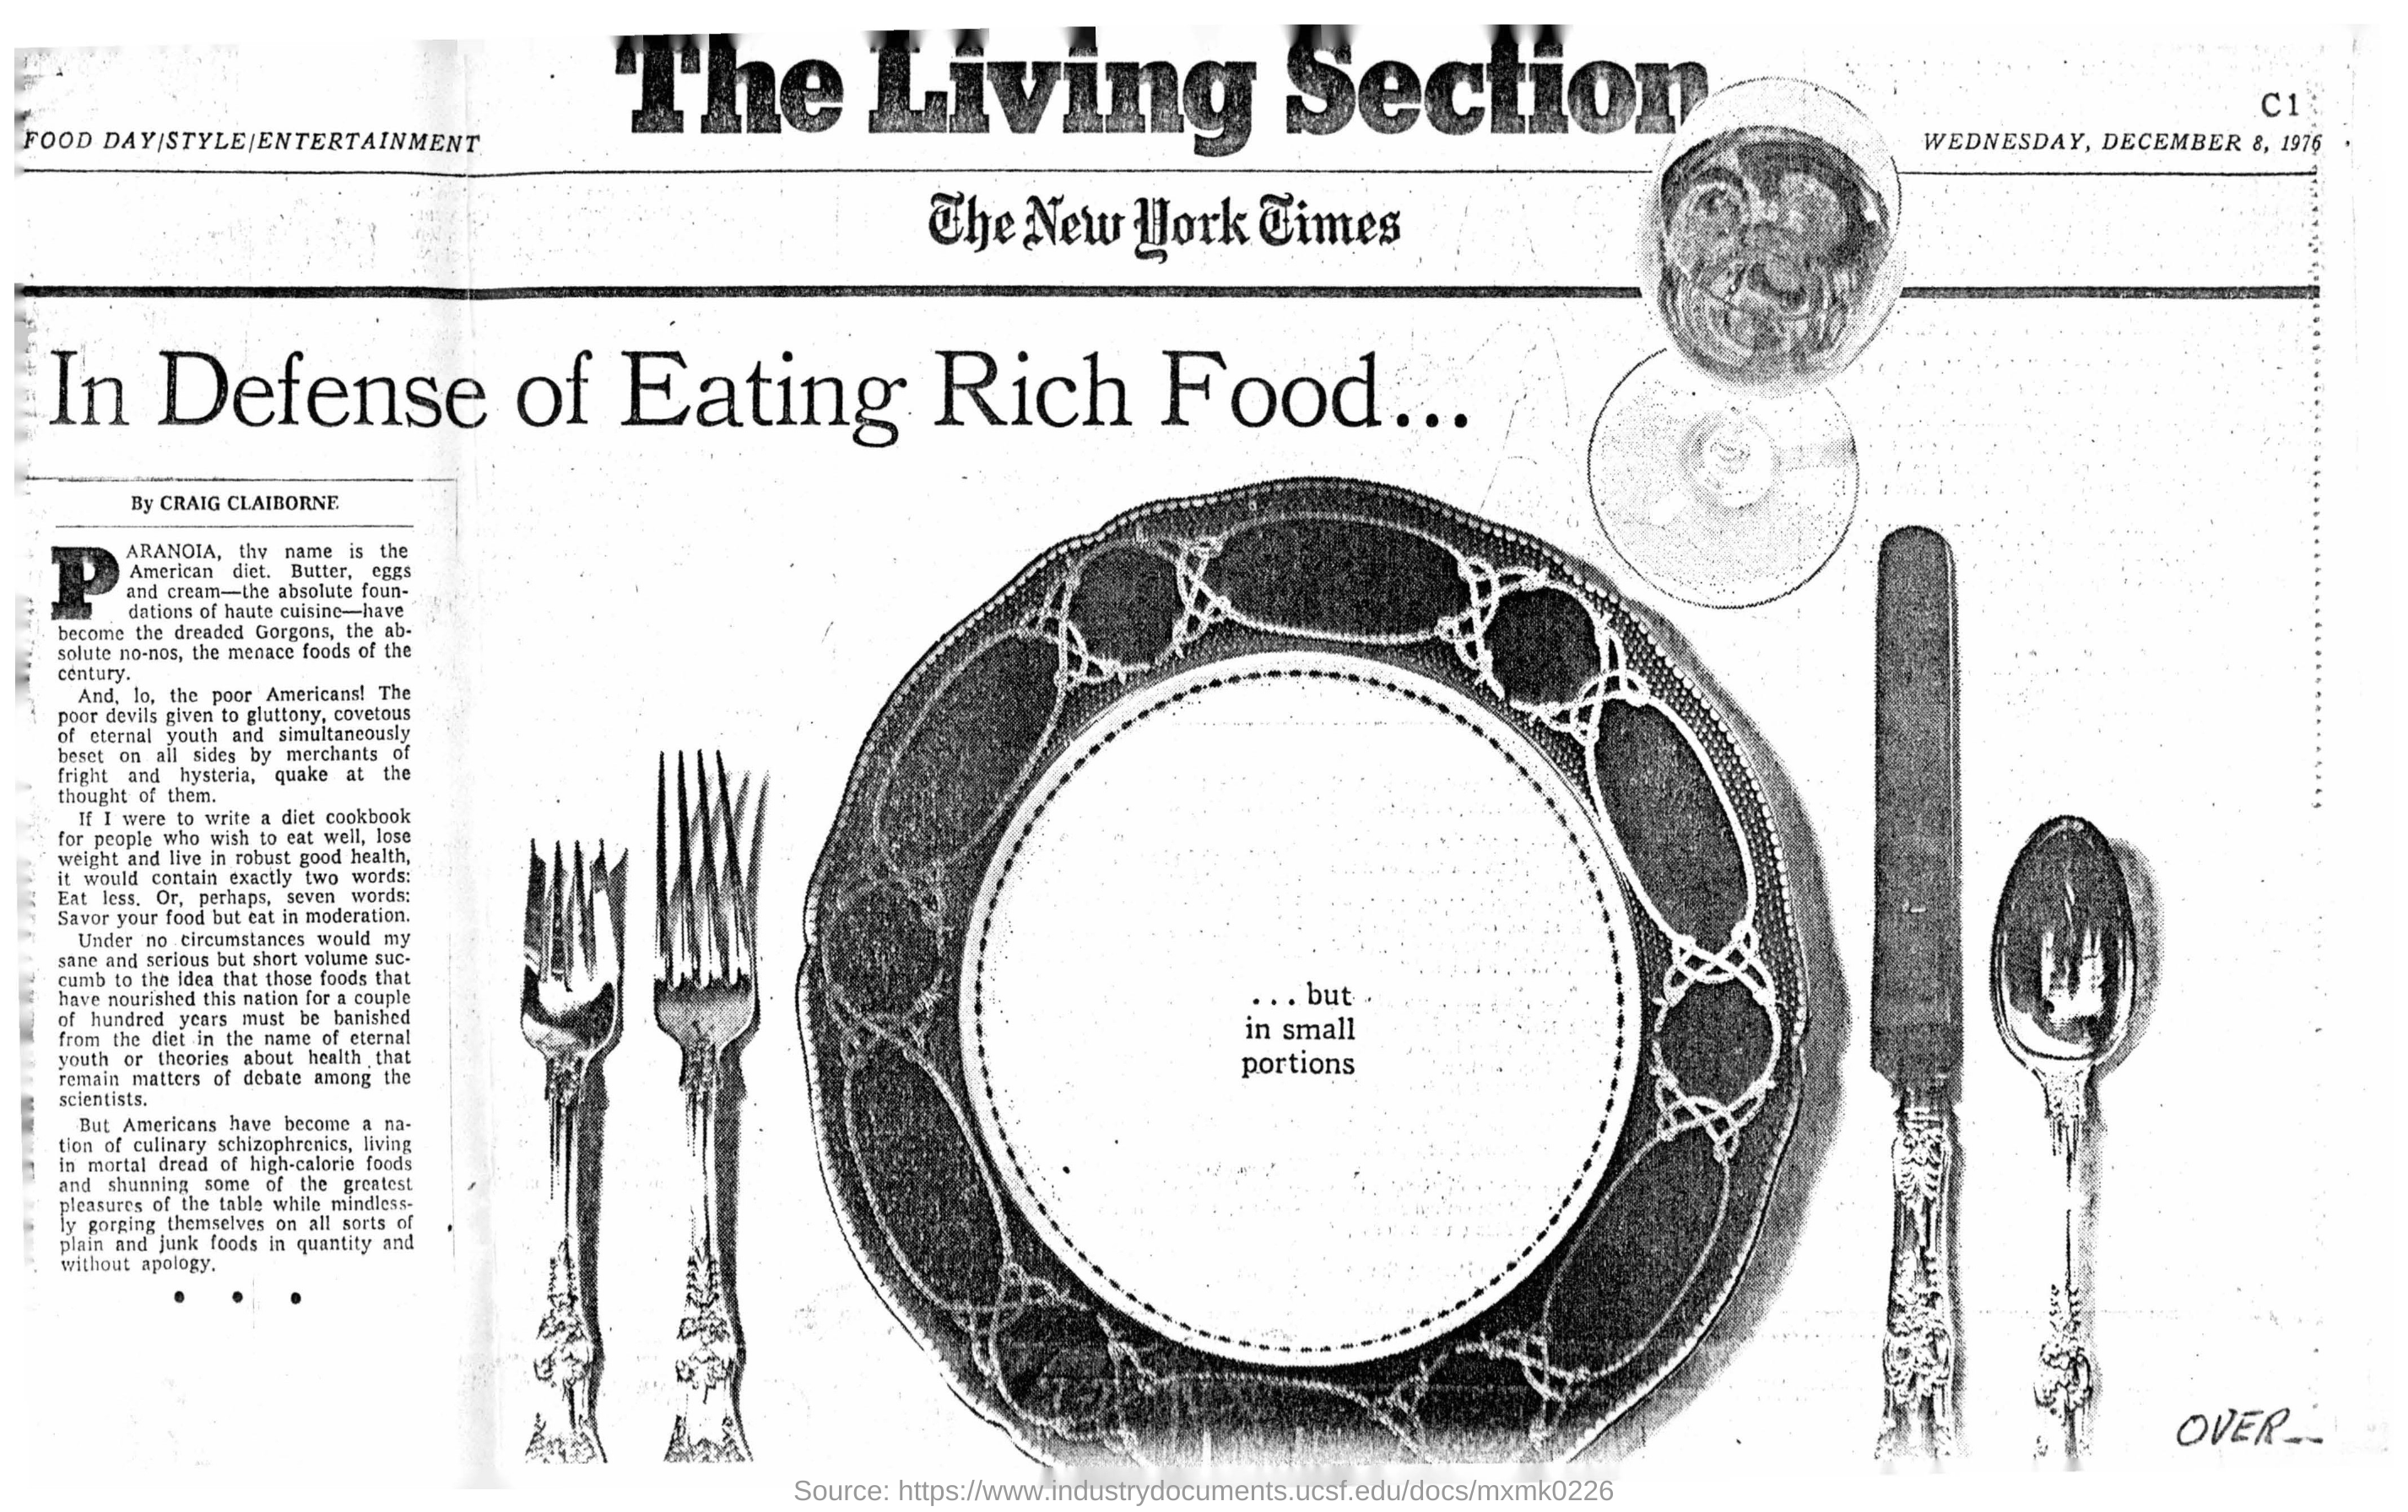 The Living Section
C1
FOOD DAY/STYLE/ENTERTAINMENT
WEDNESDAY, DECEMBER 8, 1976
The New York Times
In Defense of Eating Rich Food...
By CRAIG CLAIBORNE
PARANOIA, thy name is the
American diet. Butter, eggs
and cream—the absolute foun-
dations of haute cuisine—have
become the dreaded Gorgons, the ab-
solute no-nos, the menace foods of the
century.
And, lo, the poor Americans! The
poor devils given to gluttony, covetous
of eternal youth and simultaneously
beset on all sides by merchants of
fright and hysteria, quake at the
thought of them.
If I were to write a diet cookbook
for people who wish to eat well, lose
weight and live in robust good health,
it would contain exactly two words:
Eat less. Or, perhaps, seven words:
Savor your food but eat in moderation.
Under no circumstances would my
sane and serious but short volume suc-
cumb to the idea that those foods that
have nourished this nation for a couple
of hundred years must be banished
from the diet in the name of eternal
youth or theories about health that
remain matters of debate among the
scientists.
But Americans have become a na-
tion of culinary schizophrenics, living
in mortal dread of high-calorie foods
and shunning some of the greatest
pleasures of the table while mindless-
ly gorging themselves on all sorts of
plain and junk foods in quantity and
without apology.
• • •
... but
in small
portions
OVER—
Source: https://www.industrydocuments.ucsf.edu/docs/mxmk0226